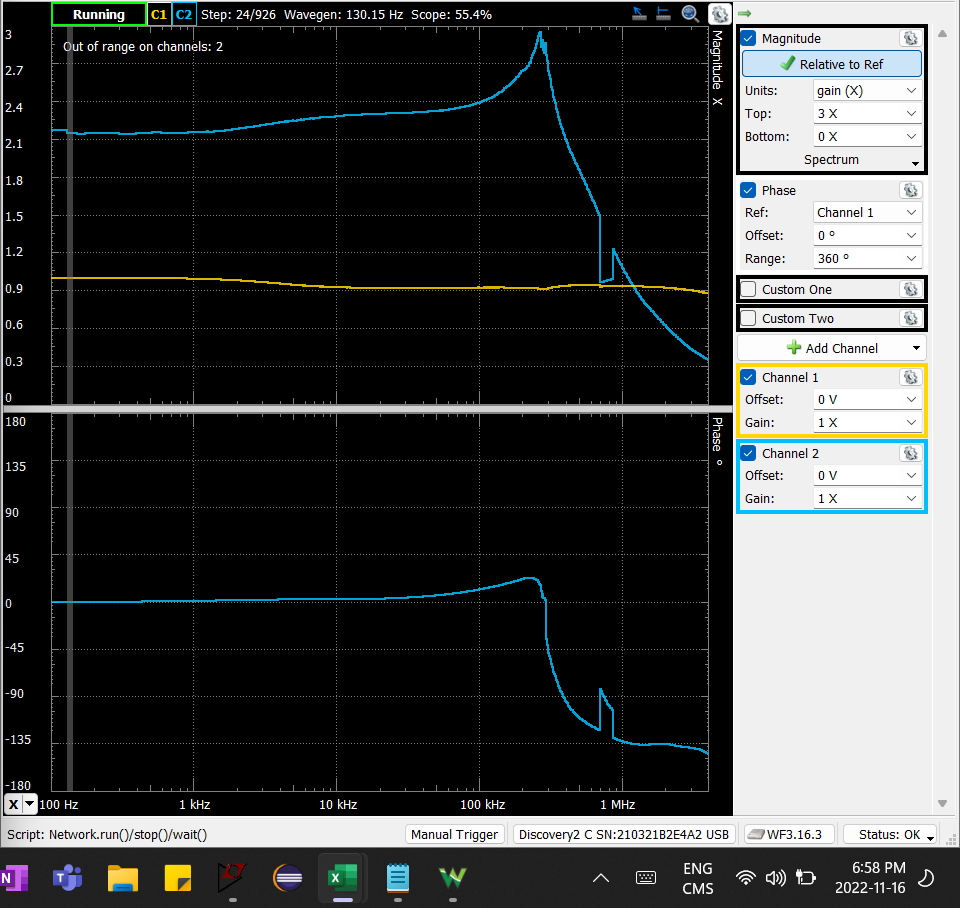 Running C1 C2 Step: 24/926 Wavegen: 130.15 Hz Scope: 55.4%
Out of range on channels: 2
3
2.7
2.4
2.1
1.8
1.5
1.2
0.9
0.6
0.3
0
Magnitude X
180
135
90
45
0
-45
-90
-135
-180
Phase °
X 100 Hz 1 kHz 10 kHz 100 kHz 1 MHz
Magnitude
Relative to Ref
Units: gain (X)
Top: 3 X
Bottom: 0 X
Spectrum
Phase
Ref: Channel 1
Offset: 0 º
Range: 360 º
Custom One
Custom Two
Add Channel
Channel 1
Offset: 0 V
Gain: 1 X
Channel 2
Offset: 0 V
Gain: 1 X
Script: Network.run()/stop()/wait() Manual Trigger Discovery2 C SN:210321B2E4A2 USB WF3.16.3 Status: OK
N T X W
ENG
CMS
6:58 PM
2022-11-16